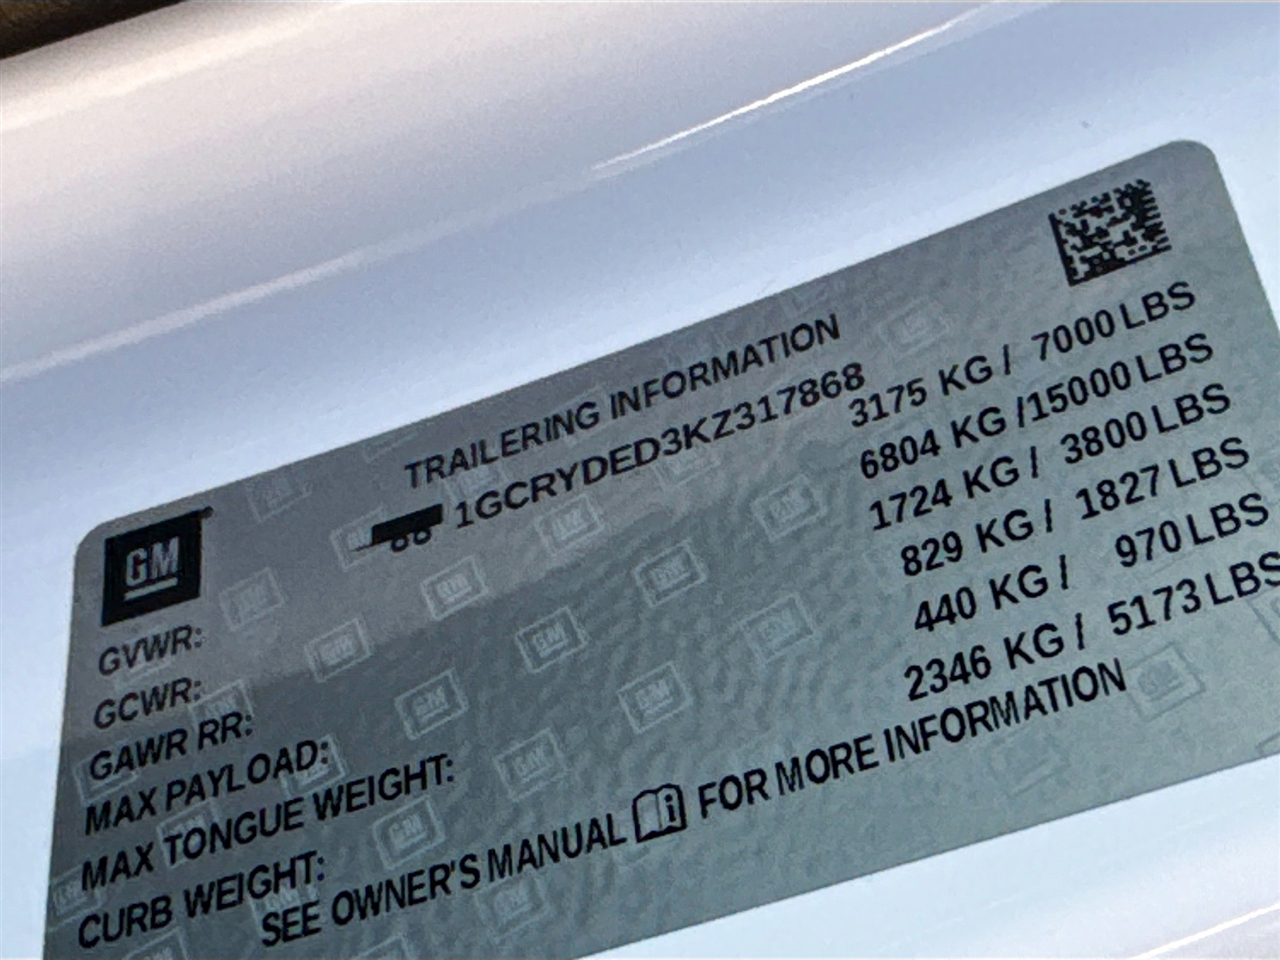 TRAILERING INFORMATION
1GCRYDED3KZ317868
GM
GVWR: 3175 KG / 7000 LBS
GCWR: 6804 KG /15000 LBS
GAWR RR: 1724 KG / 3800 LBS
MAX PAYLOAD: 829 KG / 1827 LBS
MAX TONGUE WEIGHT: 440 KG / 970 LBS
CURB WEIGHT: 2346 KG / 5173 LBS
SEE OWNER'S MANUAL FOR MORE INFORMATION